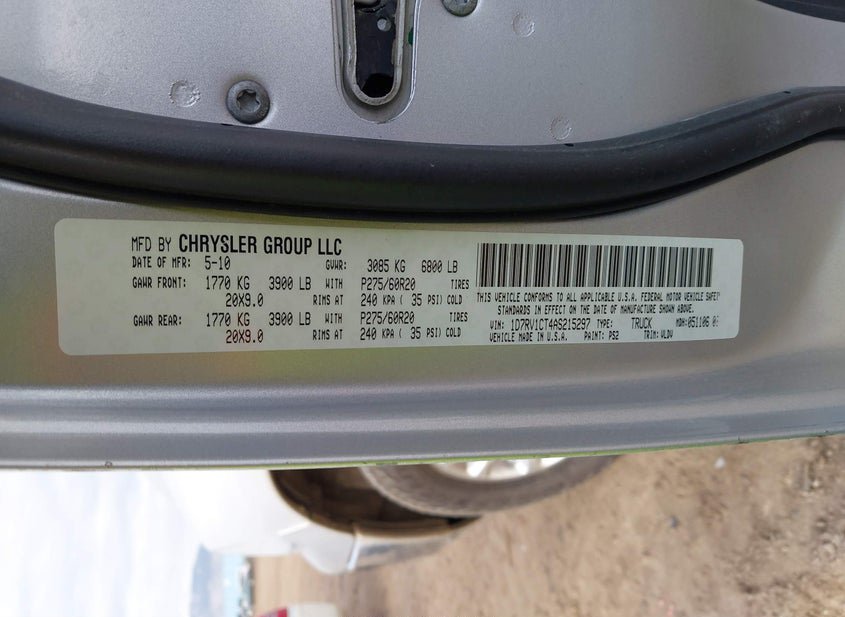 MFD BY CHRYSLER GROUP LLC
DATE OF MFR: 5-10 GVWR: 3085 KG 6800 LB
GAWR FRONT: 1770 KG 3900 LB WITH P275/60R20 TIRES
20X9.0 RIMS AT 240 KPA ( 35 PSI) COLD
GAWR REAR: 1770 KG 3900 LB WITH P275/60R20 TIRES
20X9.0 RIMS AT 240 KPA ( 35 PSI) COLD
THIS VEHICLE CONFORMS TO ALL APPLICABLE U.S.A. FEDERAL MOTOR VEHICLE SAFETY
STANDARDS IN EFFECT ON THE DATE OF MANUFACTURE SHOWN ABOVE.
VIN: 1D7RV1CT4AS215297 TYPE: TRUCK MDH:051106
VEHICLE MADE IN U.S.A. PAINT: PS2 TRIM: VLDV